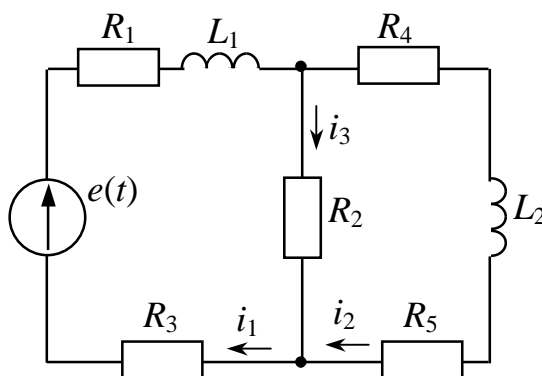 R₁ L₁ R₄
i₃
e(t) R₂ L₂
R₃ i₁ i₂ R₅